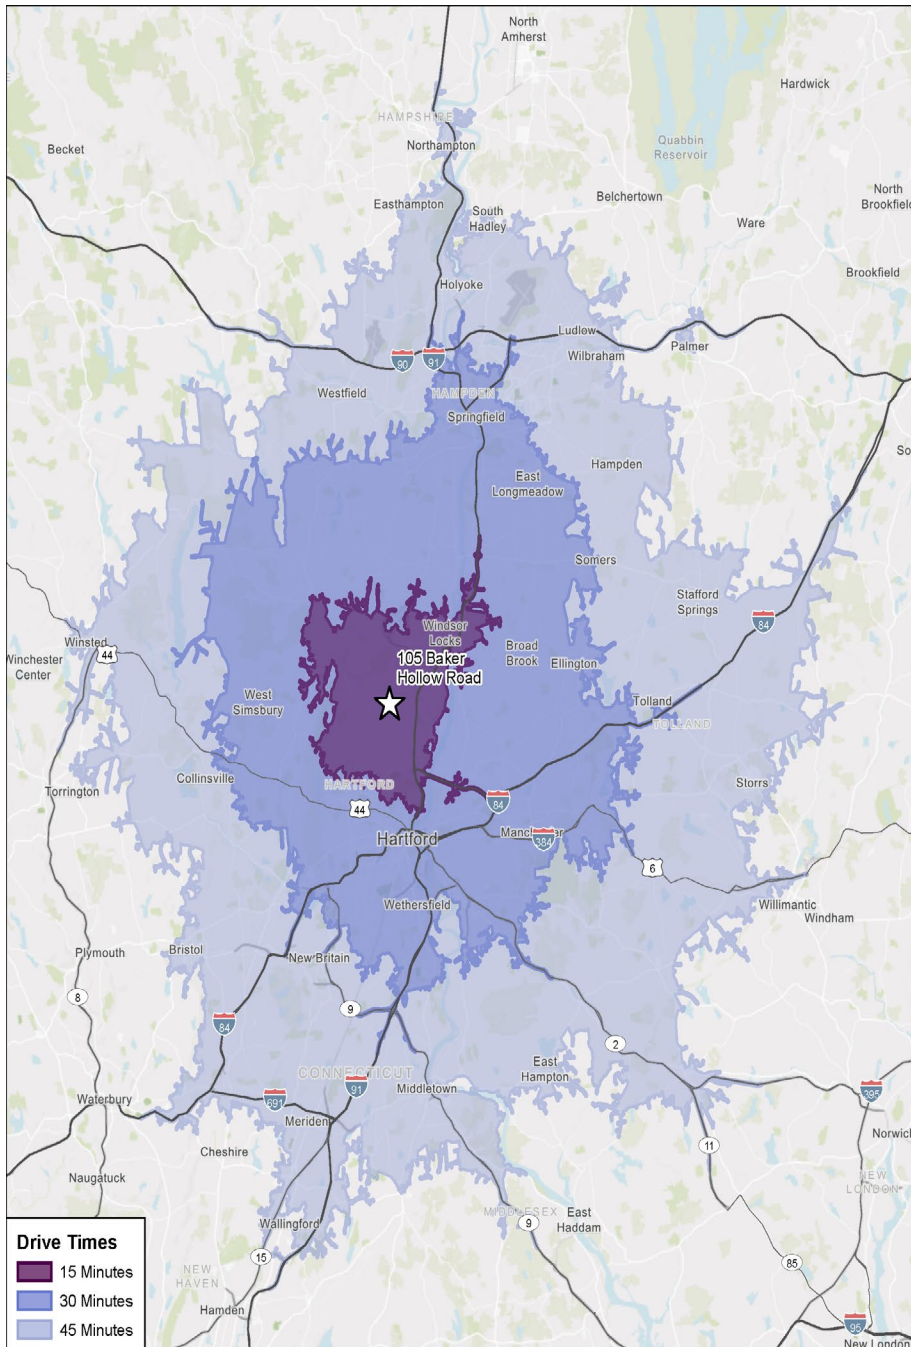 North
Amherst
Hardwick
HAMPSHIRE
Northampton
Becket
Quabbin
Reservoir
Easthampton
South
Hadley
Belchertown
North
Brookfield
Ware
Brookfield
Holyoke
Ludlow
Palmer
Wilbraham
90
91
Westfield
HAMPDEN
Springfield
So
Hampden
East
Longmeadow
Somers
Stafford
Springs
84
Windsor
Locks
Winsted
44
Winchester
Center
105 Baker
Hollow Road
Broad
Brook
Ellington
West
Simsbury
Tolland
TOLLAND
Collinsville
HARTFORD
Storrs
Torrington
44
84
Hartford
Manchester
384
6
Wethersfield
Willimantic
Windham
Plymouth
Bristol
New Britain
8
9
84
2
CONNECTICUT
East
Hampton
Middletown
91
691
395
Waterbury
Meriden
Norwich
Cheshire
11
Naugatuck
NEW
LONDON
MIDDLESEX
East
Haddam
9
Wallingford
15
NEW
HAVEN
85
Hamden
95
New London
Drive Times
15 Minutes
30 Minutes
45 Minutes